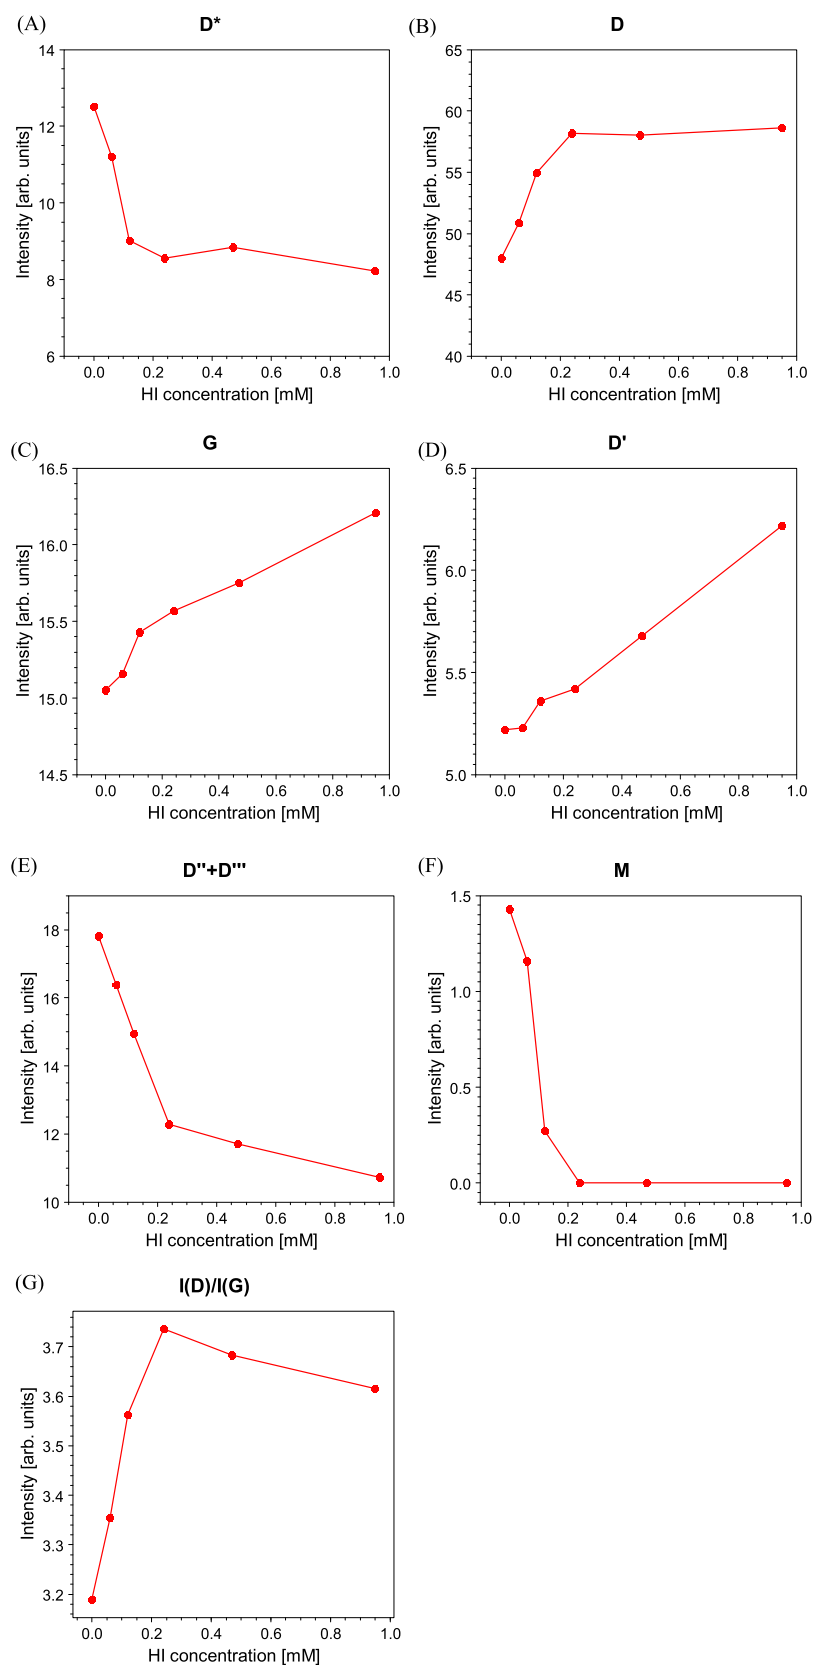 (A)
D*
Intensity [arb. units]
14
12
10
8
6
0.0 0.2 0.4 0.6 0.8 1.0
HI concentration [mM]
(B)
D
Intensity [arb. units]
65
60
55
50
45
40
0.0 0.2 0.4 0.6 0.8 1.0
HI concentration [mM]
(C)
G
Intensity [arb. units]
16.5
16.0
15.5
15.0
14.5
0.0 0.2 0.4 0.6 0.8 1.0
HI concentration [mM]
(D)
D'
Intensity [arb. units]
6.5
6.0
5.5
5.0
0.0 0.2 0.4 0.6 0.8 1.0
HI concentration [mM]
(E)
D''+D'''
Intensity [arb. units]
18
16
14
12
10
0.0 0.2 0.4 0.6 0.8 1.0
HI concentration [mM]
(F)
M
Intensity [arb. units]
1.5
1.0
0.5
0.0
0.0 0.2 0.4 0.6 0.8 1.0
HI concentration [mM]
(G)
I(D)/I(G)
Intensity [arb. units]
3.7
3.6
3.5
3.4
3.3
3.2
0.0 0.2 0.4 0.6 0.8 1.0
HI concentration [mM]